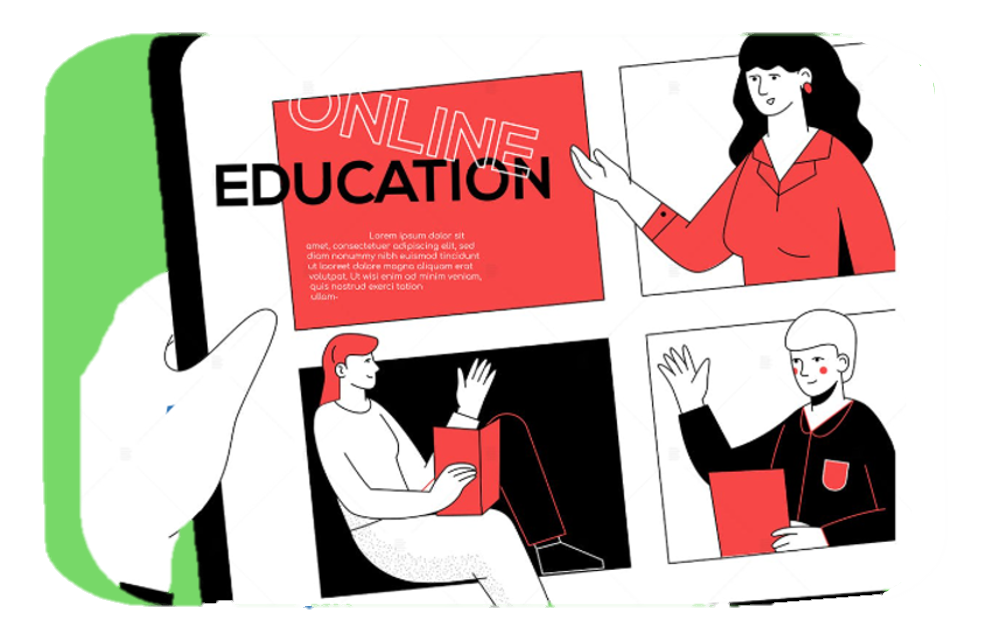 ONLINE
EDUCATION
Lorem ipsum dolor sit
amet, consectetuer adipiscing elit, sed
diam nonummy nibh euismod tincidunt
ut laoreet dolore magna aliquam erat
volutpat. Ut wisi enim ad minim veniam,
quis nostrud exerci tation
ullam-